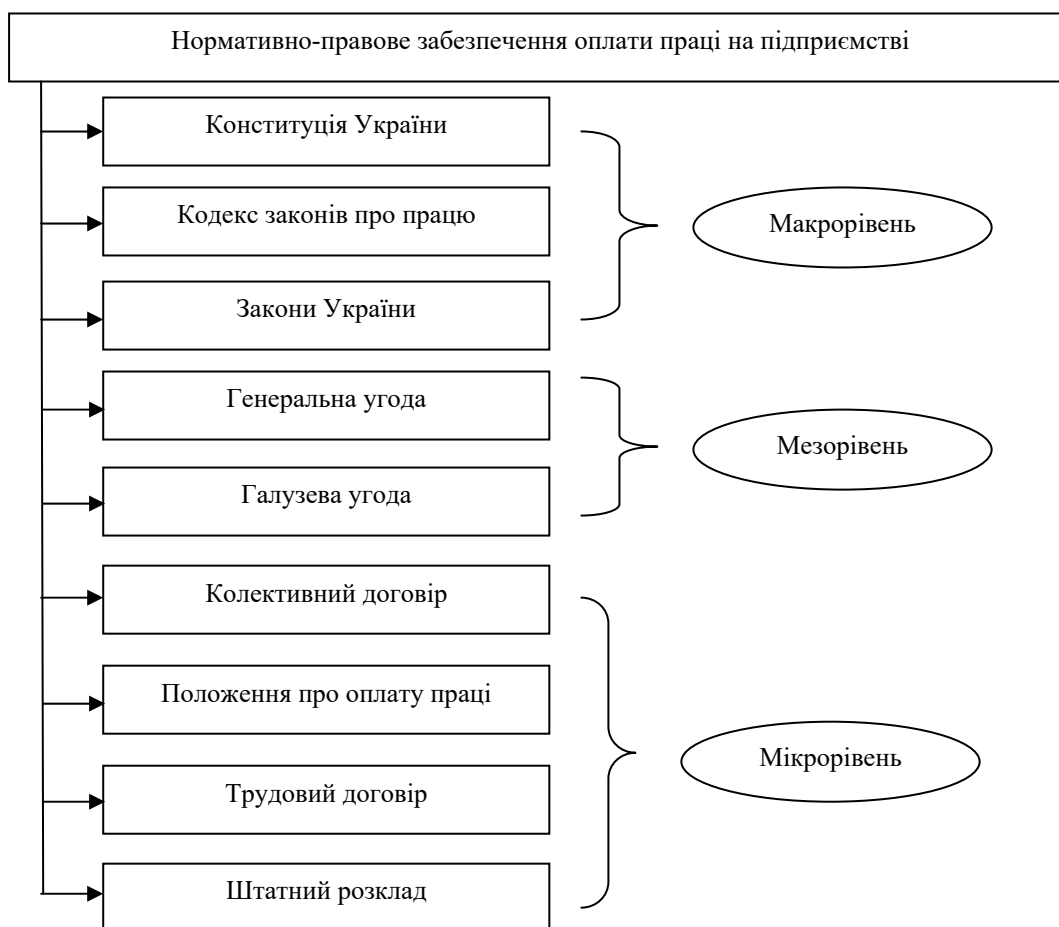 Нормативно-правове забезпечення оплати праці на підприємстві
Конституція України
Кодекс законів про працю
Макрорівень
Закони України
Генеральна угода
Мезорівень
Галузева угода
Колективний договір
Положення про оплату праці
Мікрорівень
Трудовий договір
Штатний розклад